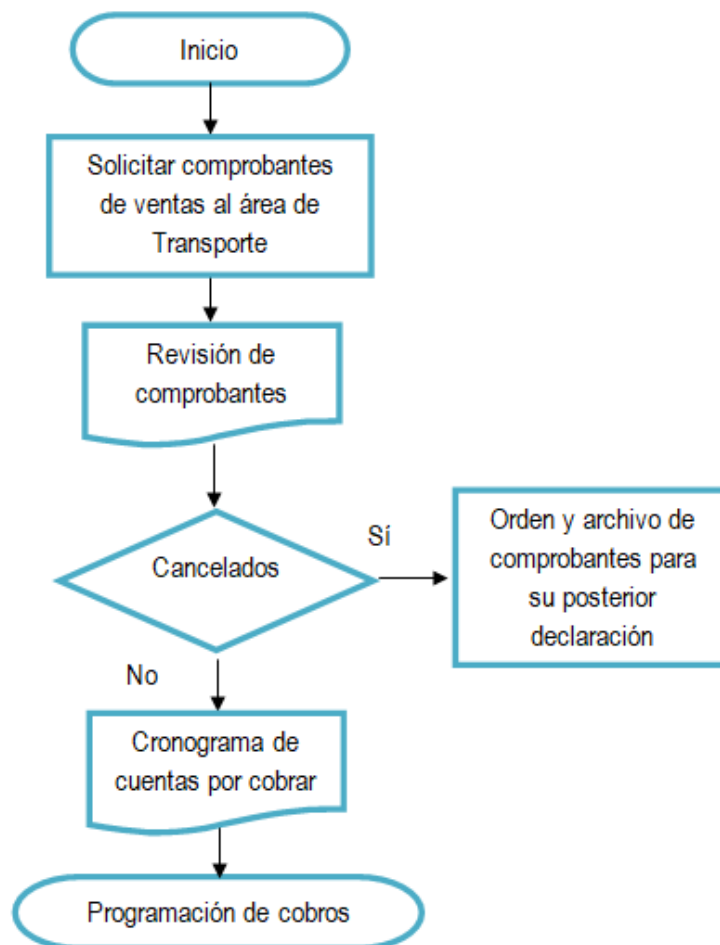 Inicio
Solicitar comprobantes
de ventas al área de
Transporte
Revisión de
comprobantes
Cancelados
Sí
Orden y archivo de
comprobantes para
su posterior
declaración
No
Cronograma de
cuentas por cobrar
Programación de cobros